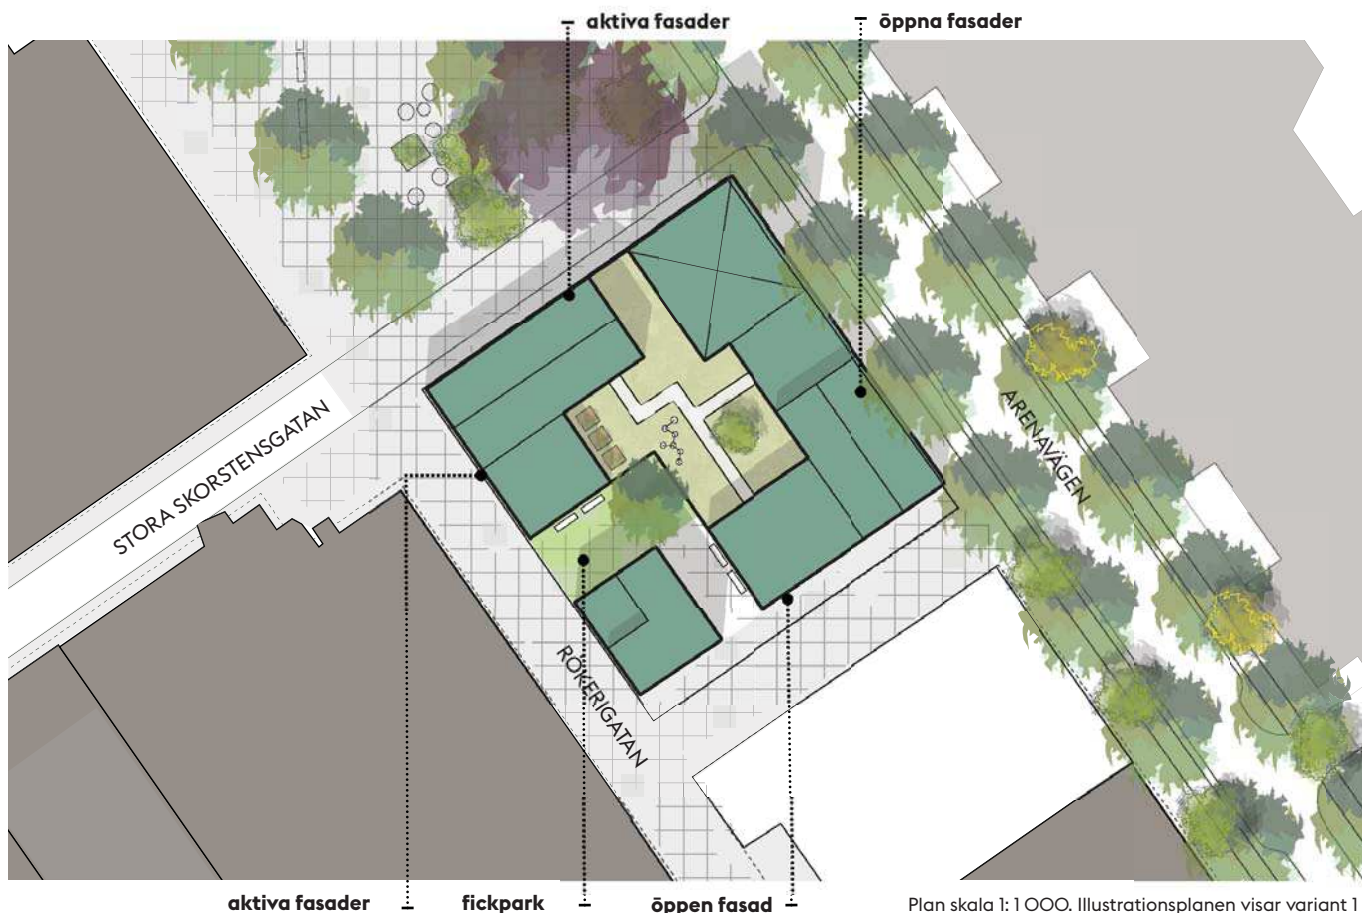 aktiva fasader
öppna fasader
STORA SKORSTENSGATAN
ARENAVÄGEN
RÖKERIGATAN
aktiva fasader
fickpark
öppen fasad
Plan skala 1: 1 000. Illustrationsplanen visar variant 1